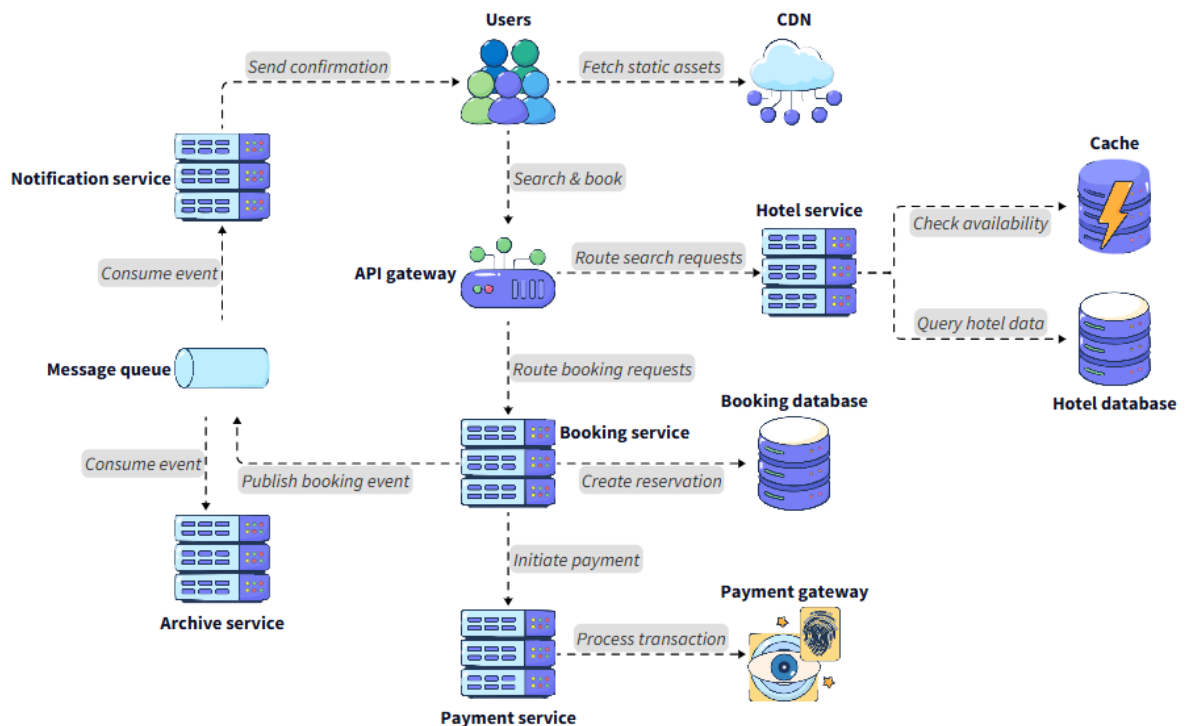 Users
CDN
Send confirmation
Fetch static assets
Cache
Notification service
Search & book
Hotel service
Check availability
Consume event
API gateway
Route search requests
Query hotel data
Message queue
Route booking requests
Hotel database
Booking database
Booking service
Consume event
Publish booking event
Create reservation
Initiate payment
Payment gateway
Archive service
Process transaction
Payment service